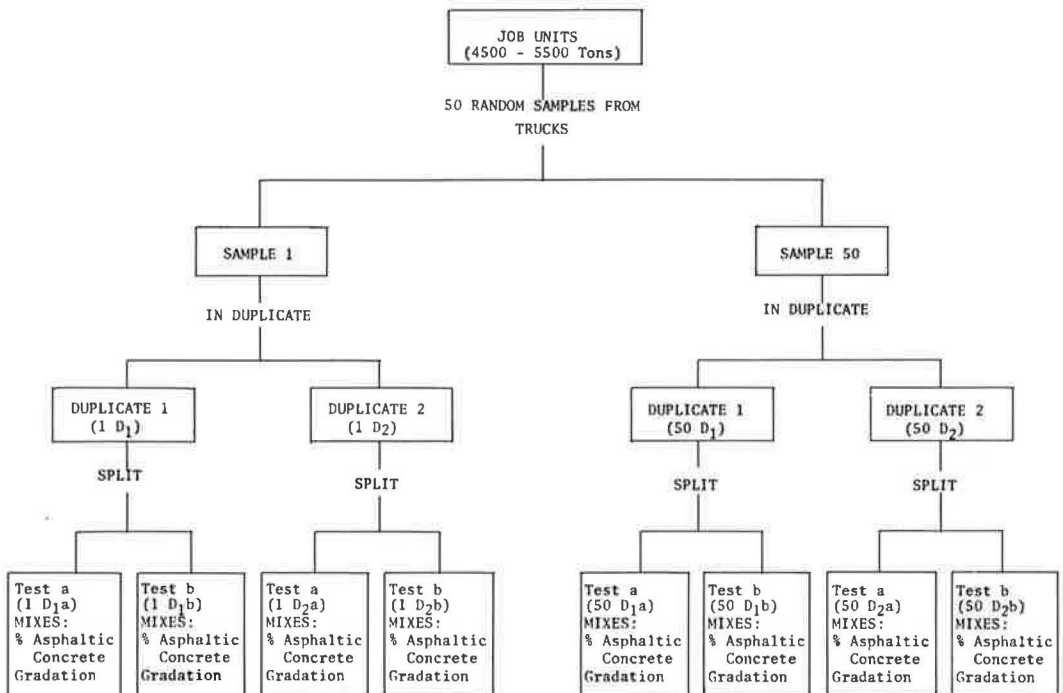 JOB UNITS
(4500 - 5500 Tons)
50 RANDOM SAMPLES FROM
TRUCKS
SAMPLE 1
SAMPLE 50
IN DUPLICATE
IN DUPLICATE
DUPLICATE 1
(1 D₁)
DUPLICATE 2
(1 D₂)
DUPLICATE 1
(50 D₁)
DUPLICATE 2
(50 D₂)
SPLIT
SPLIT
SPLIT
SPLIT
Test a
(1 D₁a)
MIXES:
% Asphaltic
Concrete
Gradation
Test b
(1 D₁b)
MIXES:
% Asphaltic
Concrete
Gradation
Test a
(1 D₂a)
MIXES:
% Asphaltic
Concrete
Gradation
Test b
(1 D₂b)
MIXES:
% Asphaltic
Concrete
Gradation
Test a
(50 D₁a)
MIXES:
% Asphaltic
Concrete
Gradation
Test b
(50 D₁b)
MIXES:
% Asphaltic
Concrete
Gradation
Test a
(50 D₂a)
MIXES:
% Asphaltic
Concrete
Gradation
Test b
(50 D₂b)
MIXES:
% Asphaltic
Concrete
Gradation